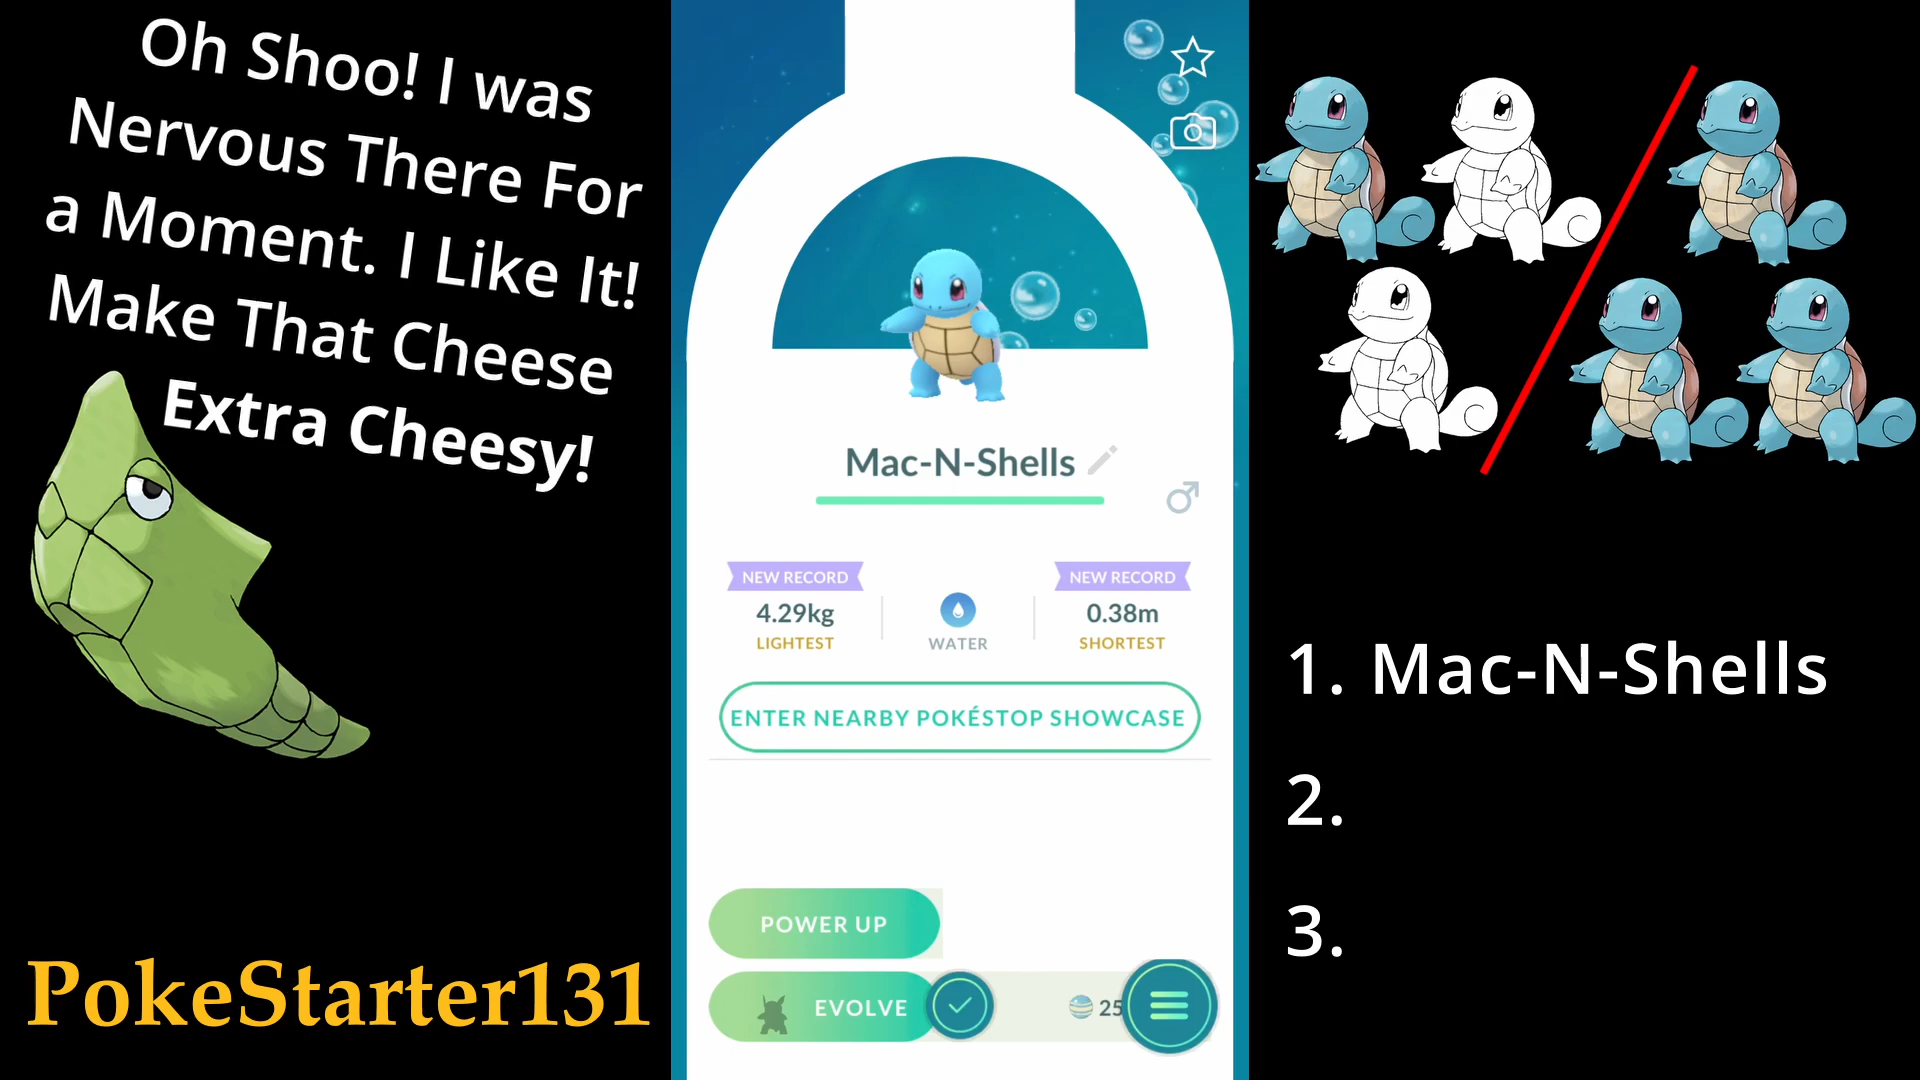 Oh Shoo! I was
Nervous There For
a Moment. I Like It!
Make That Cheese
Extra Cheesy!
PokeStarter131
Mac-N-Shells
NEW RECORD
4.29kg
LIGHTEST
WATER
NEW RECORD
0.38m
SHORTEST
ENTER NEARBY POKÉSTOP SHOWCASE
POWER UP
EVOLVE
25
1. Mac-N-Shells
2.
3.